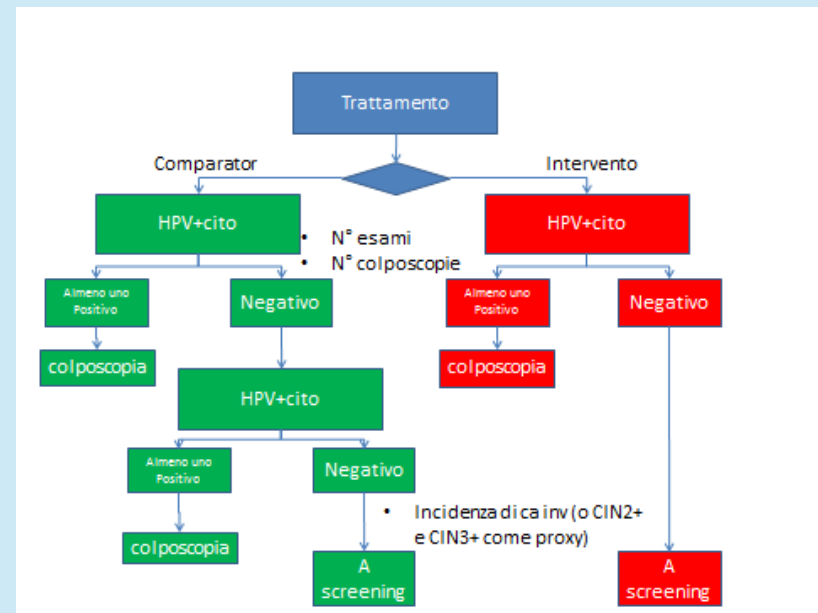 Trattamento
Comparator
Intervento
HPV+cito
HPV+cito
• N° esami
• N° colposcopie
Almeno uno
Positivo
Negativo
Almeno uno
Positivo
Negativo
colposcopia
colposcopia
HPV+cito
Almeno uno
Positivo
Negativo
• Incidenza di ca inv (o CIN2+
e CIN3+ come proxy)
colposcopia
A
screening
A
screening